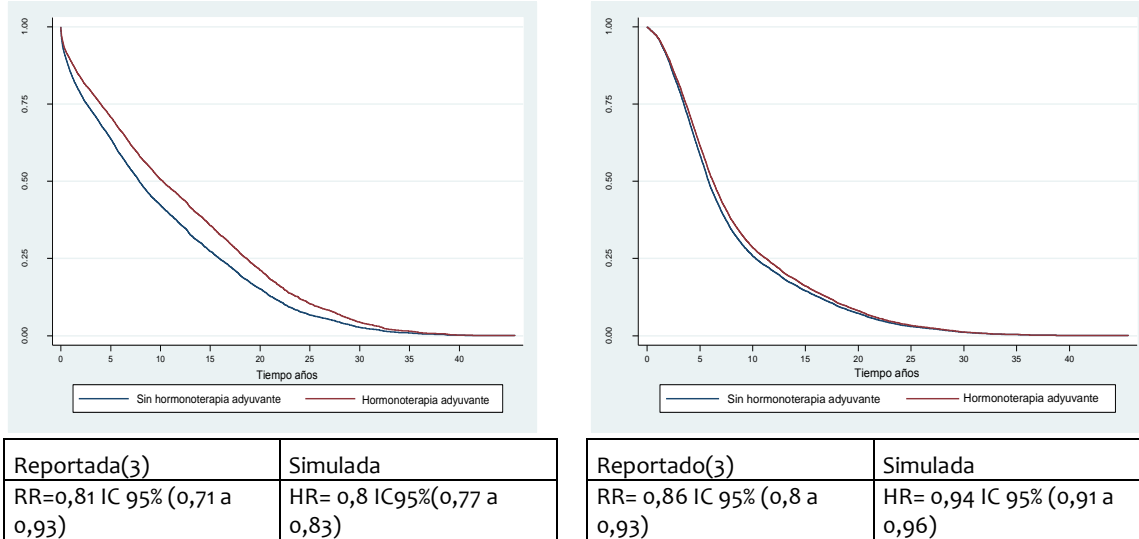 1.00
0.75
0.50
0.25
0.00
0 5 10 15 20 25 30 35 40
Tiempo años
Sin hormonoterapia adyuvante Hormonoterapia adyuvante
Reportada(3) Simulada
RR=0,81 IC 95% (0,71 a HR= 0,8 IC95%(0,77 a
0,93) 0,83)
1.00
0.75
0.50
0.25
0.00
0 5 10 15 20 25 30 35 40
Tiempo años
Sin hormonoterapia adyuvante Hormonoterapia adyuvante
Reportado(3) Simulada
RR= 0,86 IC 95% (0,8 a HR= 0,94 IC 95% (0,91 a
0,93) 0,96)